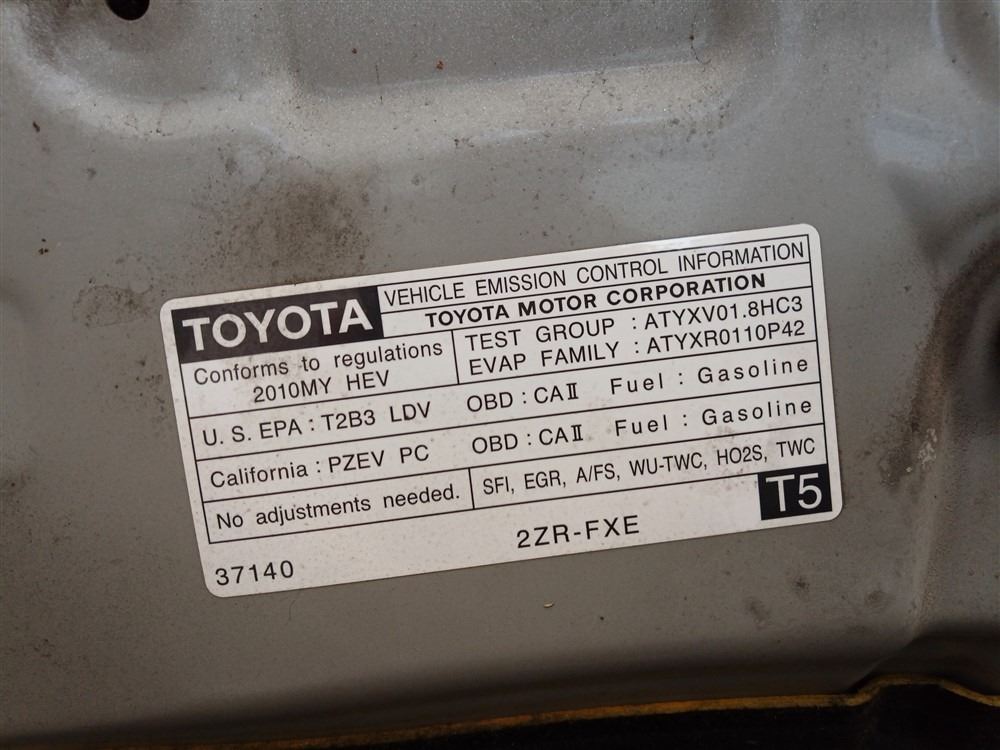 TOYOTA
VEHICLE EMISSION CONTROL INFORMATION
TOYOTA MOTOR CORPORATION
Conforms to regulations
2010MY HEV
TEST GROUP : ATYXV01.8HC3
EVAP FAMILY : ATYXR0110P42
U. S. EPA : T2B3 LDV OBD : CAⅡ Fuel : Gasoline
California : PZEV PC OBD : CAⅡ Fuel : Gasoline
No adjustments needed.
SFI, EGR, A/FS, WU-TWC, HO2S, TWC
T5
37140
2ZR-FXE